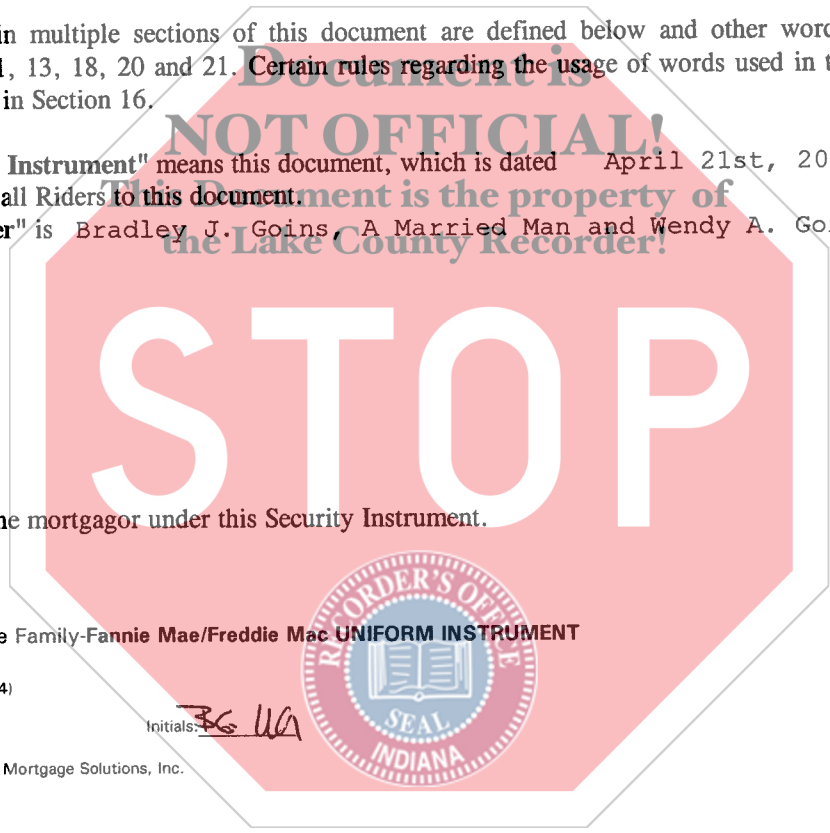 in multiple sections of this document are defined below and other
, 13, 18, 20 and 21. Certain rules regarding the usage of words used in
in Section 16.
Document is
NOT OFFICIAL!
Instrument" means this document, which is dated April 21st, 20
all Riders to this document.
This Document is the property of
er" is Bradley J. Goins, A Married Man and Wendy A.
the Lake County Recorder!
STOP
mortgagor under this Security Instrument.
RECORDER'S OFFICE
SEAL
INDIANA
Family-Fannie Mae/Freddie Mac UNIFORM INSTRUMENT
4)
Initials: BG WG
Mortgage Solutions, Inc.